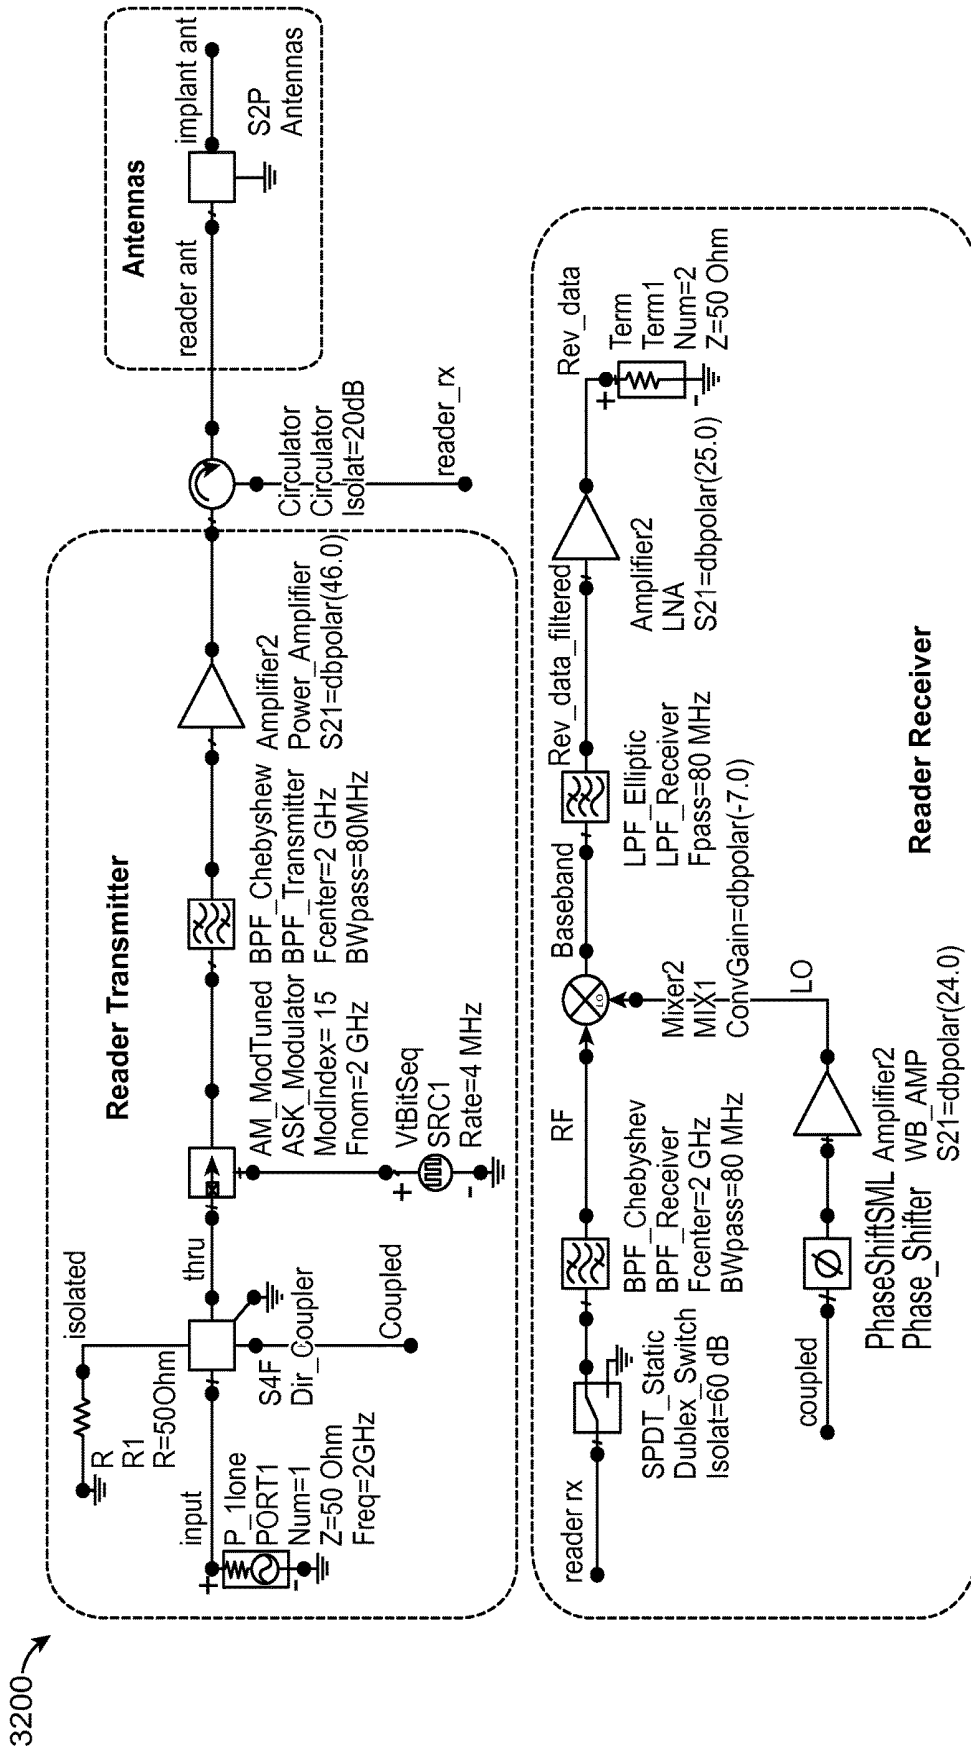 3200
Reader Transmitter
isolated
R
R1
R=50Ohm
input
+
P_1lone
PORT1
Num=1
Z=50 Ohm
Freq=2GHz
-
thru
S4F
Dir_Coupler
Coupled
AM_ModTuned
ASK_Modulator
ModIndex= 15
Fnom=2 GHz
+
VtBitSeq
SRC1
Rate=4 MHz
-
BPF_Chebyshew
BPF_Transmitter
Fcenter=2 GHz
BWpass=80MHz
Amplifier2
Power_Amplifier
S21=dbpolar(46.0)
Circulator
Circulator
Isolat=20dB
reader_rx
Antennas
reader ant
implant ant
S2P
Antennas
reader rx
SPDT_Static
Dublex_Switch
Isolat=60 dB
BPF_Chebyshev
BPF_Receiver
Fcenter=2 GHz
BWpass=80 MHz
RF
LO
Mixer2
MIX1
ConvGain=dbpolar(-7.0)
Baseband
LPF_Elliptic
LPF_Receiver
Fpass=80 MHz
Rev_data_filtered
Amplifier2
LNA
S21=dbpolar(25.0)
Rev_data
+
Term
Term1
Num=2
Z=50 Ohm
-
coupled
Ø
PhaseShiftSML
Phase_Shifter
Amplifier2
WB_AMP
S21=dbpolar(24.0)
LO
Reader Receiver